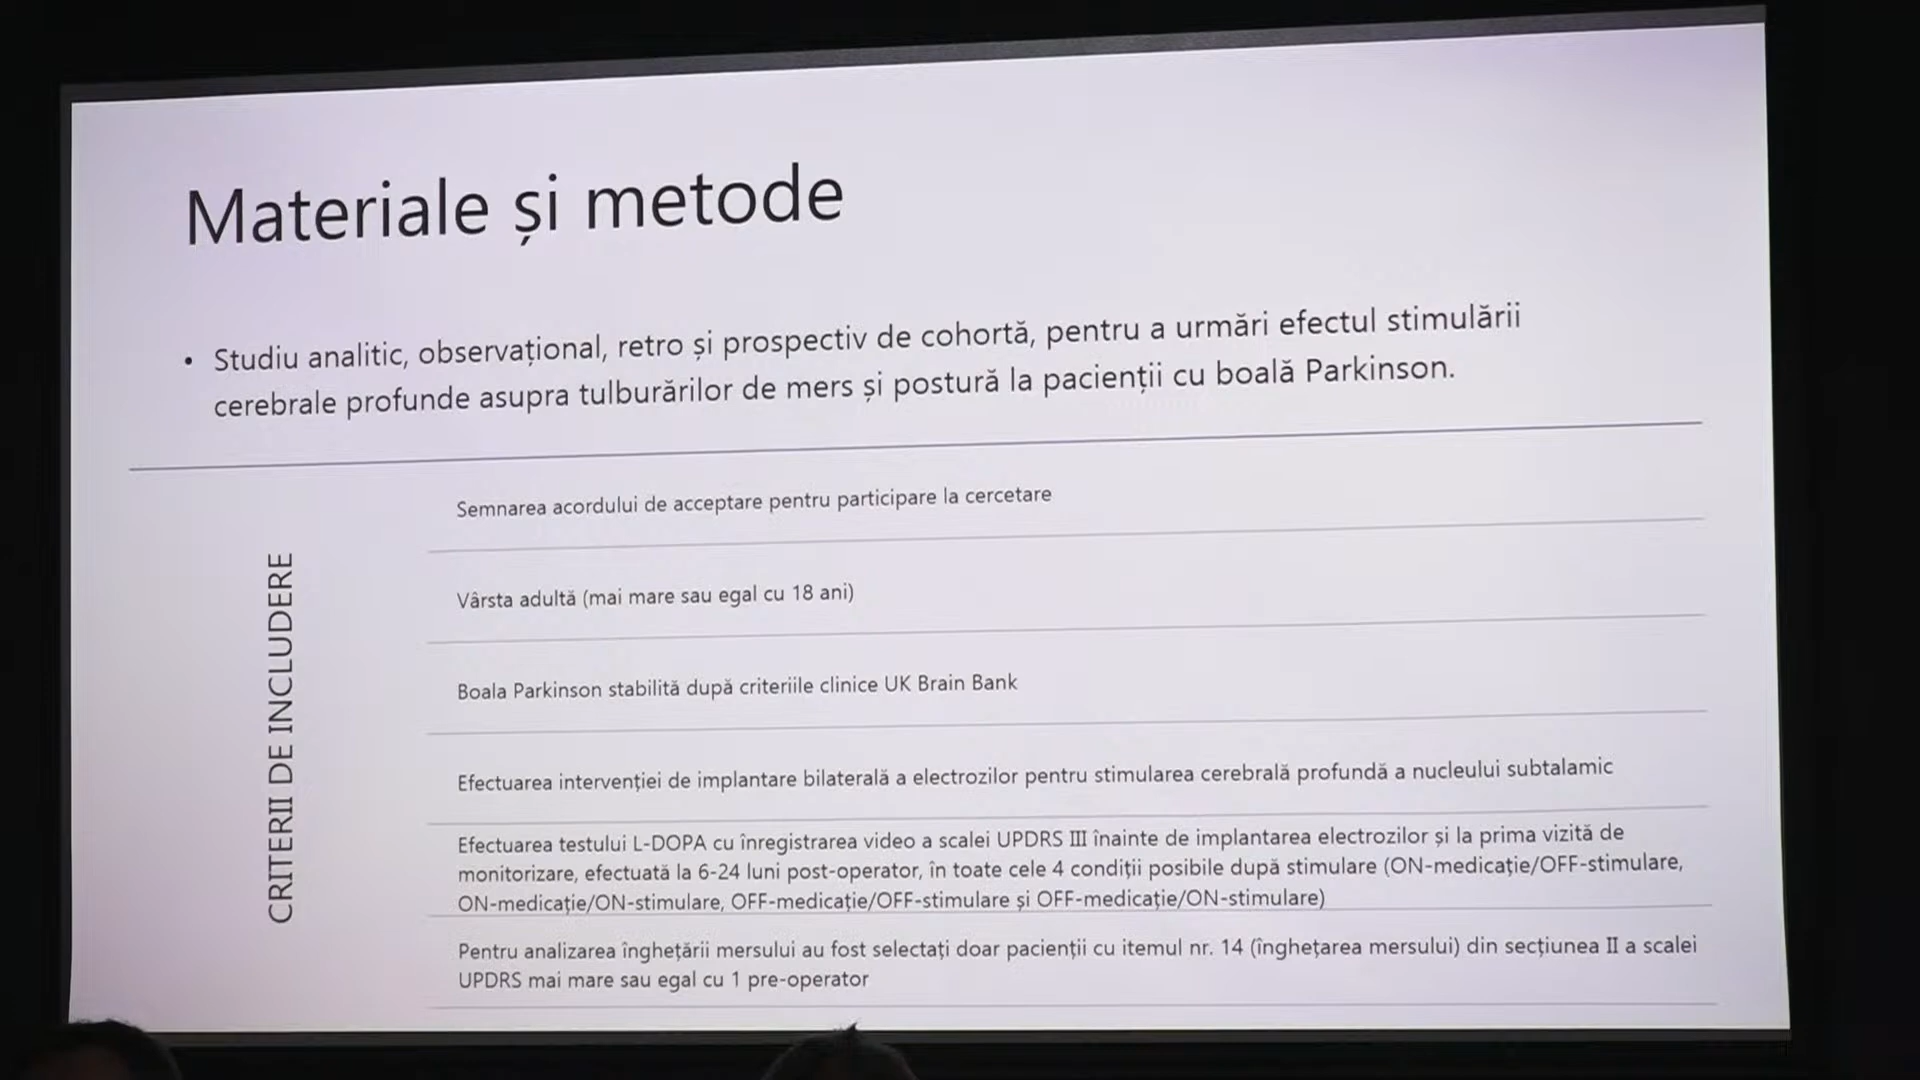 Materiale și metode
• Studiu analitic, observațional, retro și prospectiv de cohortă, pentru a urmări efectul stimulării
cerebrale profunde asupra tulburărilor de mers și postură la pacienții cu boală Parkinson.
CRITERII DE INCLUDERE
Semnarea acordului de acceptare pentru participare la cercetare
Vârsta adultă (mai mare sau egal cu 18 ani)
Boala Parkinson stabilită după criteriile clinice UK Brain Bank
Efectuarea intervenției de implantare bilaterală a electrozilor pentru stimularea cerebrală profundă a nucleului subtalamic
Efectuarea testului L-DOPA cu înregistrarea video a scalei UPDRS III înainte de implantarea electrozilor și la prima vizită de
monitorizare, efectuată la 6-24 luni post-operator, în toate cele 4 condiții posibile după stimulare (ON-medicație/OFF-stimulare,
ON-medicație/ON-stimulare, OFF-medicație/OFF-stimulare și OFF-medicație/ON-stimulare)
Pentru analizarea înghețării mersului au fost selectați doar pacienții cu itemul nr. 14 (înghețarea mersului) din secțiunea II a scalei
UPDRS mai mare sau egal cu 1 pre-operator